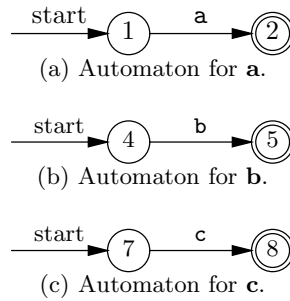 start a
1 2
(a) Automaton for a.
start b
4 5
(b) Automaton for b.
start c
7 8
(c) Automaton for c.